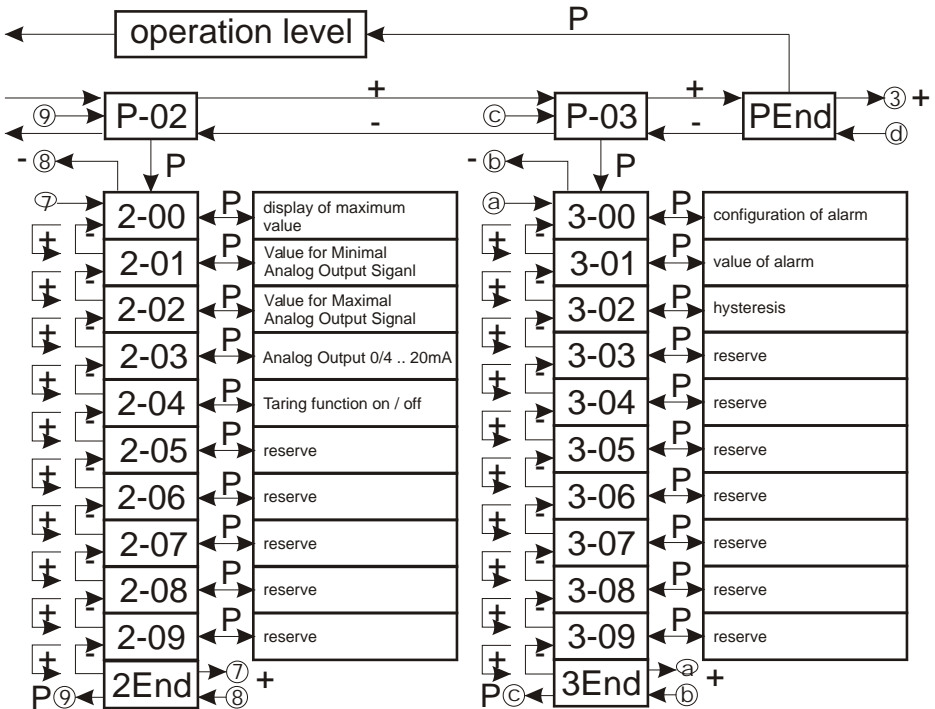 operation level
P
+
+
③ +
⑨
P-02
ⓒ
P-03
PEnd
-
-
ⓓ
- ⑧
P
- ⓑ
P
⑦
2-00
P
display of maximum
value
+
-
2-01
P
Value for Minimal
Analog Output Siganl
+
-
2-02
P
Value for Maximal
Analog Output Signal
+
-
2-03
P
Analog Output 0/4 .. 20mA
+
-
2-04
P
Taring function on / off
+
-
2-05
P
reserve
+
-
2-06
P
reserve
+
-
2-07
P
reserve
+
-
2-08
P
reserve
+
-
2-09
P
reserve
+
-
2End
⑦
+
P⑨
⑧
ⓐ
3-00
P
configuration of alarm
+
-
3-01
P
value of alarm
+
-
3-02
P
hysteresis
+
-
3-03
P
reserve
+
-
3-04
P
reserve
+
-
3-05
P
reserve
+
-
3-06
P
reserve
+
-
3-07
P
reserve
+
-
3-08
P
reserve
+
-
3-09
P
reserve
+
-
3End
ⓐ
+
Pⓒ
ⓑ